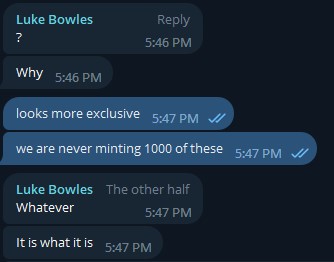 Luke Bowles Reply
? 5:46 PM
Why 5:46 PM
looks more exclusive 5:47 PM
we are never minting 1000 of these 5:47 PM
Luke Bowles The other half
Whatever 5:47 PM
It is what it is 5:47 PM